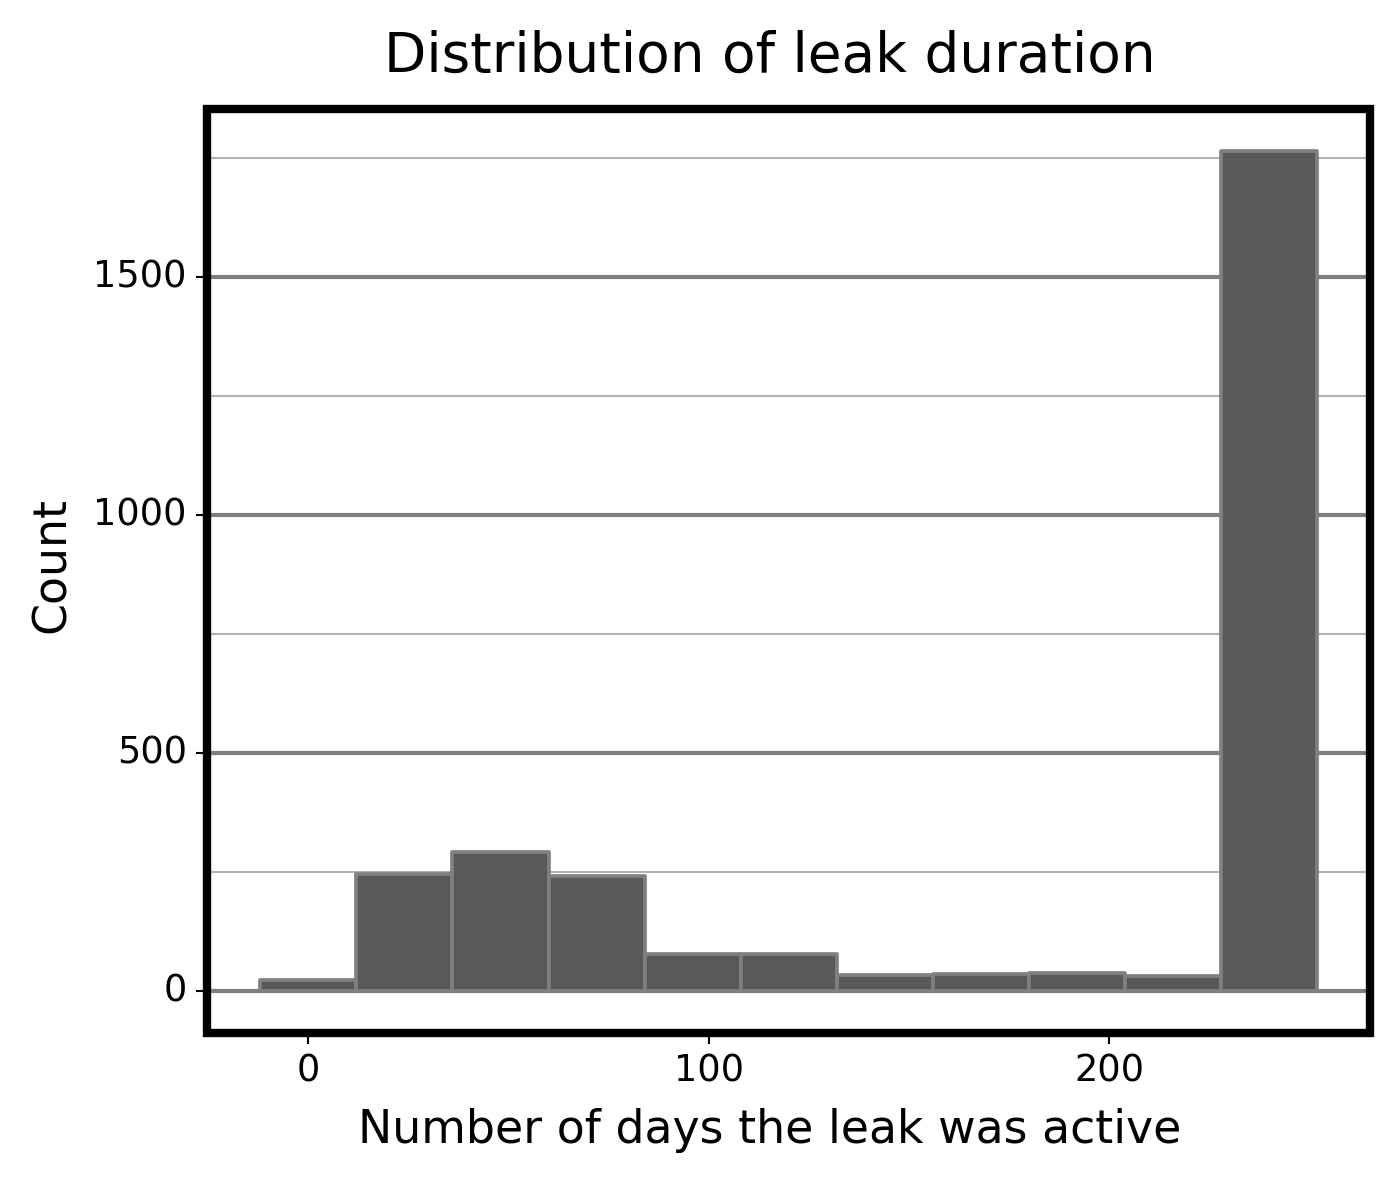 Distribution of leak duration
1500
1000
500
0
Count
0 100 200
Number of days the leak was active